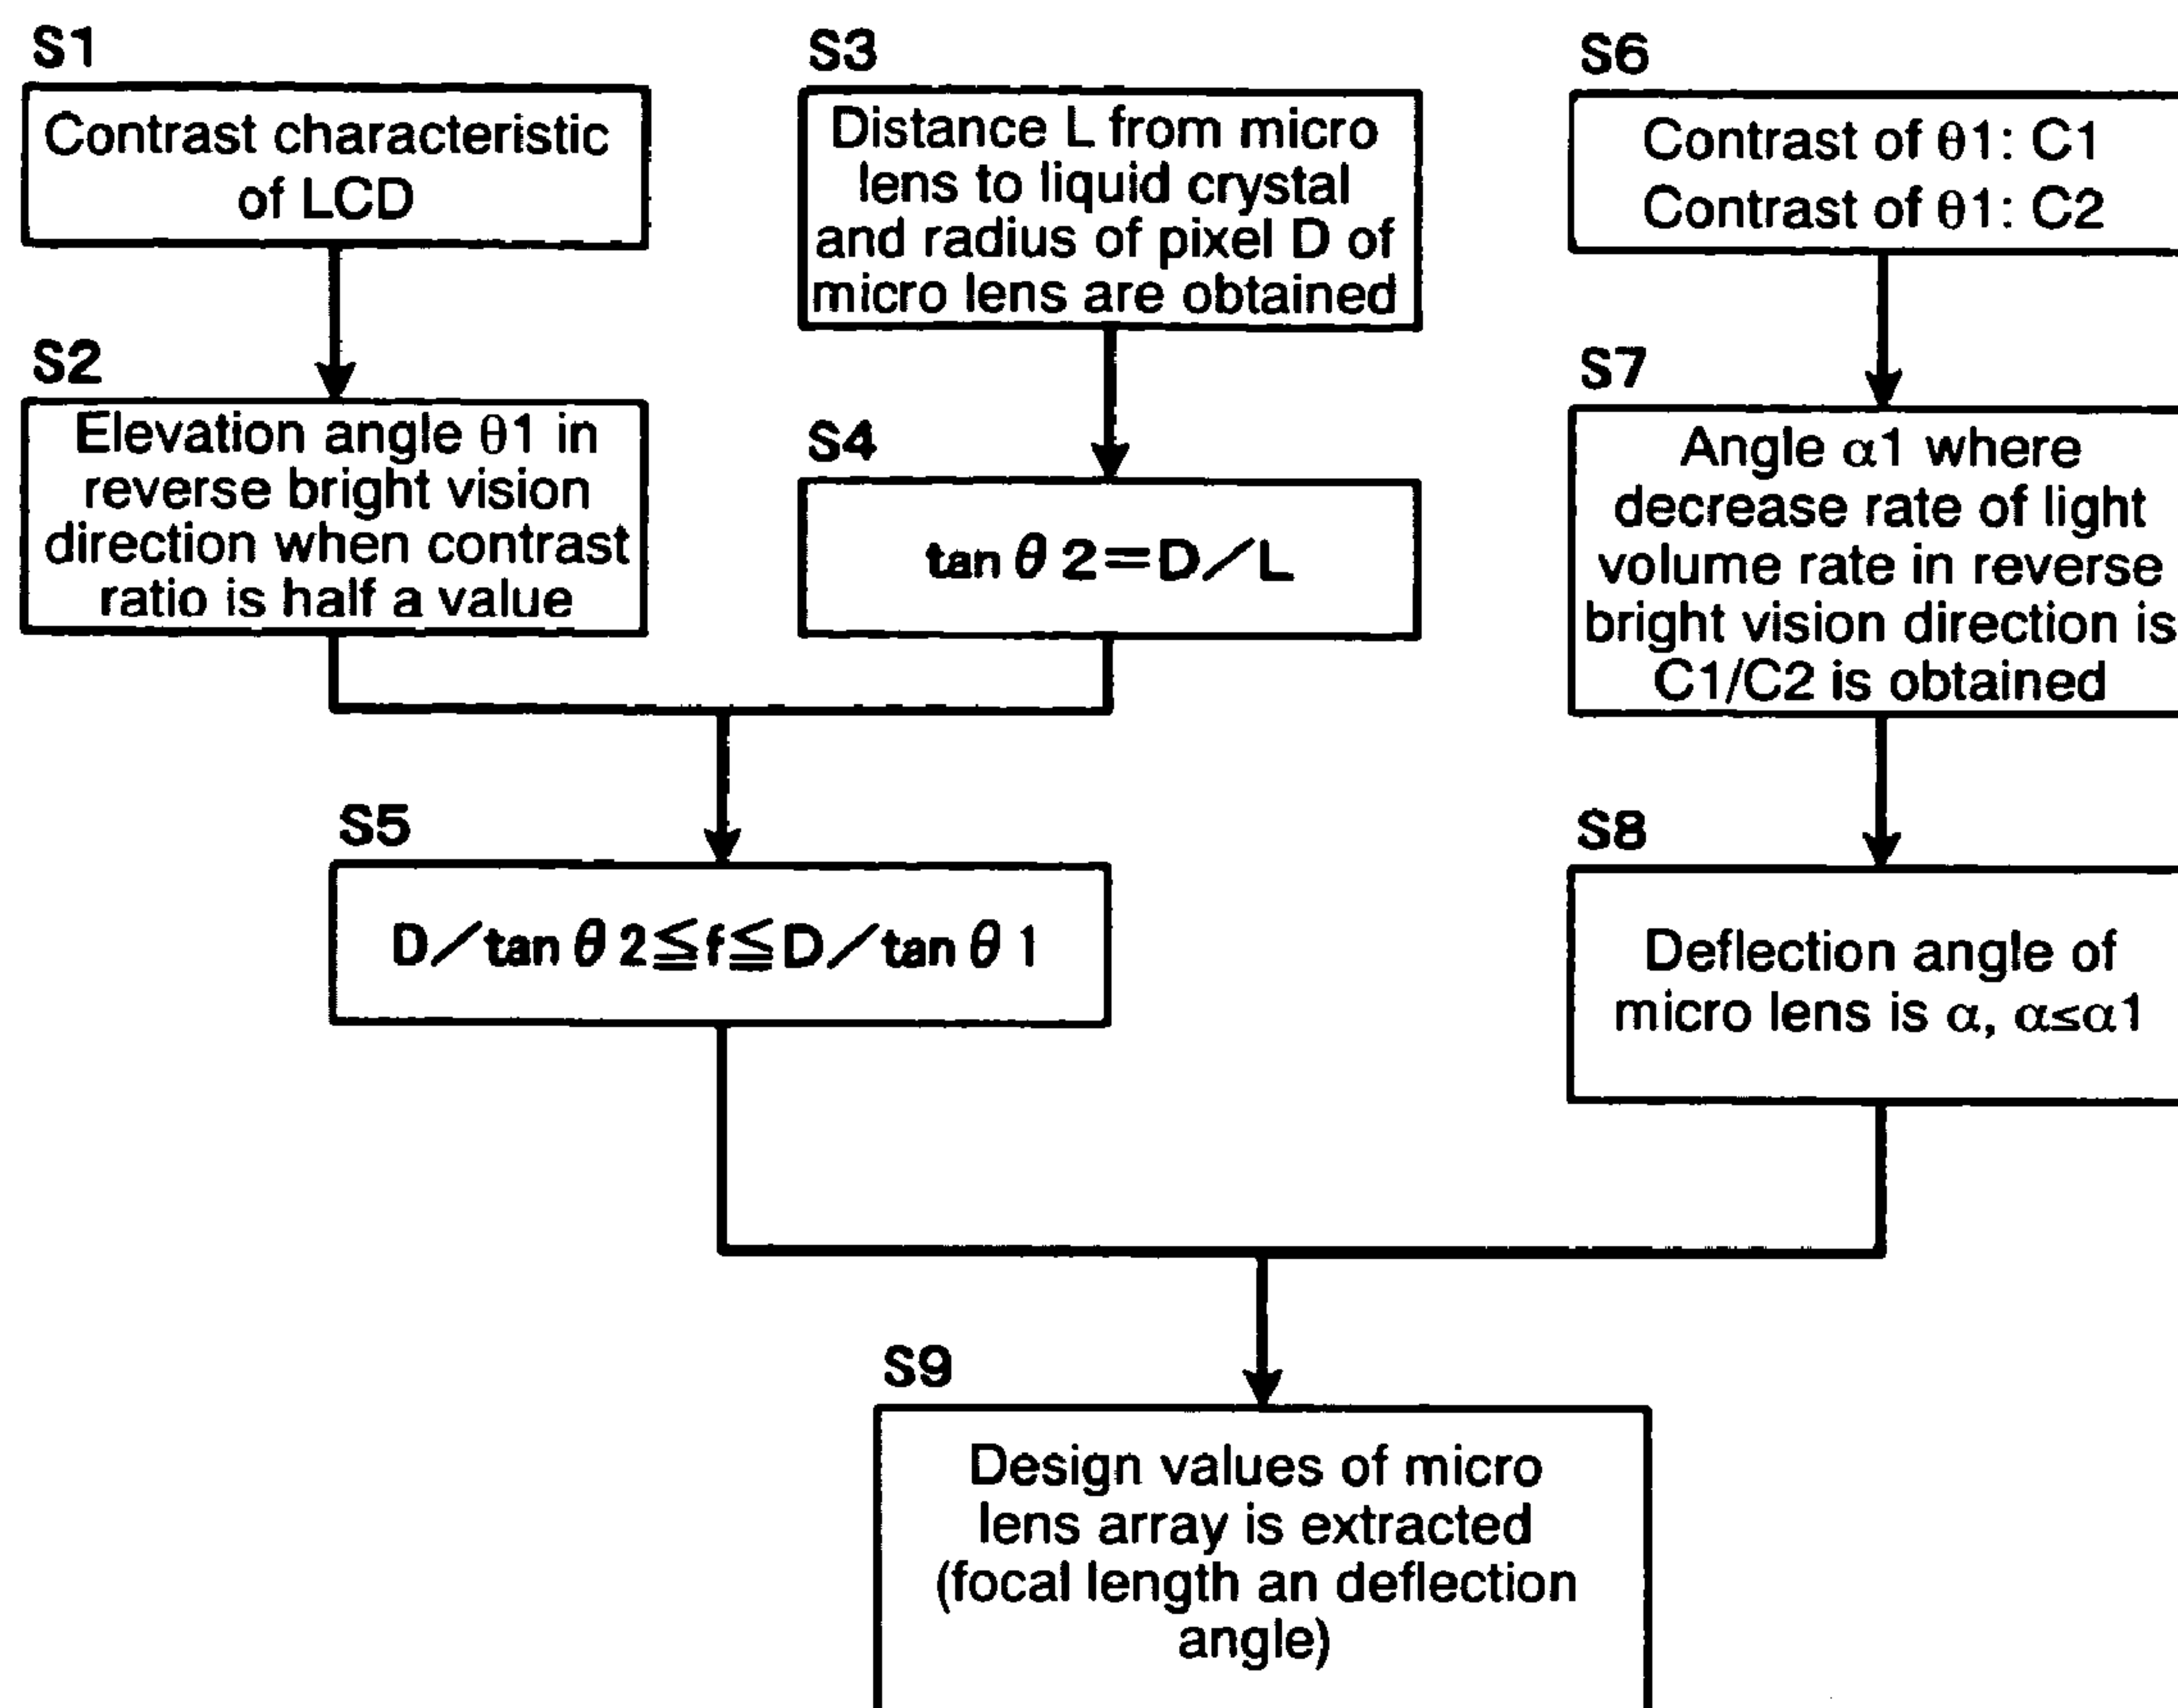 S1
Contrast characteristic
of LCD
S2
Elevation angle θ1 in
reverse bright vision
direction when contrast
ratio is half a value
S3
Distance L from micro
lens to liquid crystal
and radius of pixel D of
micro lens are obtained
S4
tan θ 2=D/L
S5
D/tan θ 2≦f≦D/tan θ 1
S6
Contrast of θ1: C1
Contrast of θ1: C2
S7
Angle α1 where
decrease rate of light
volume rate in reverse
bright vision direction is
C1/C2 is obtained
S8
Deflection angle of
micro lens is α, α≤α1
S9
Design values of micro
lens array is extracted
(focal length an deflection
angle)